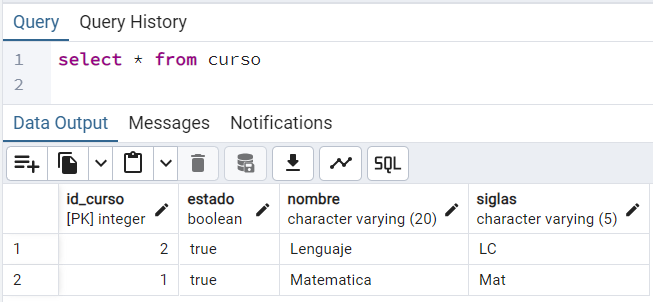 Query Query History
1 select * from curso
2
Data Output Messages Notifications
SQL
id_curso estado nombre siglas
[PK] integer boolean character varying (20) character varying (5)
1 2 true Lenguaje LC
2 1 true Matematica Mat